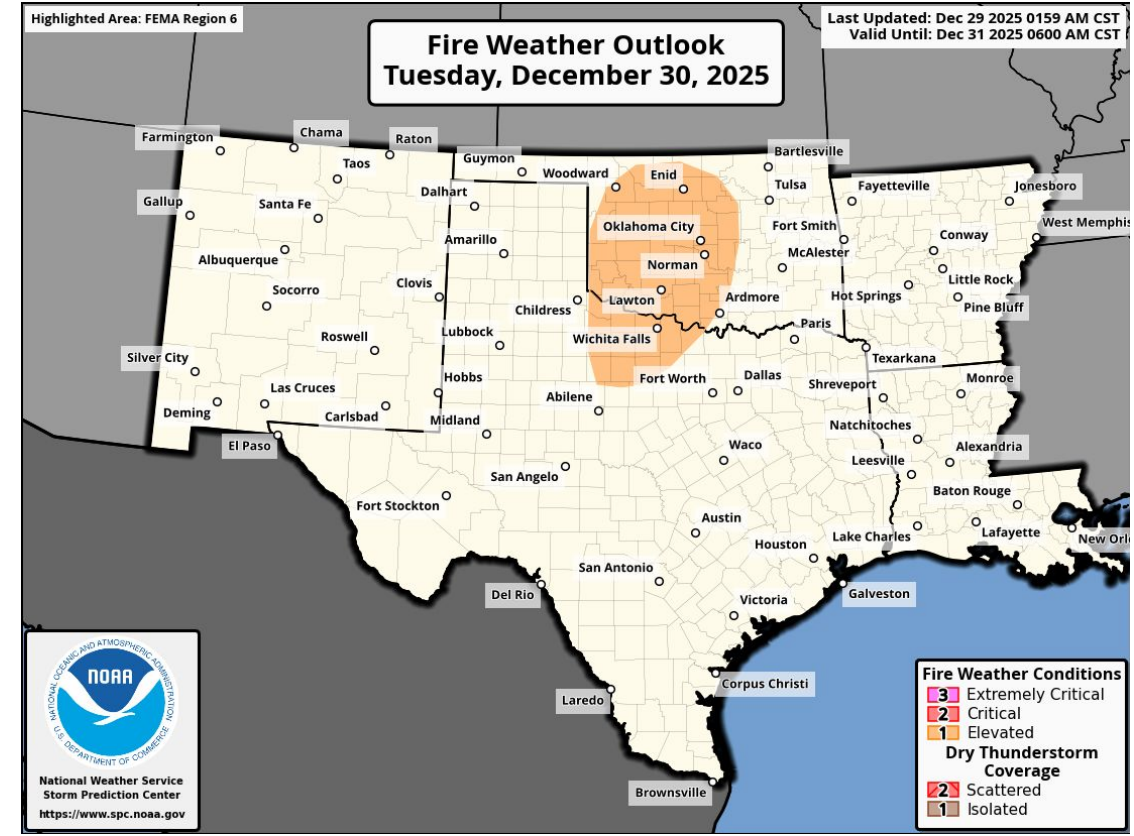 Highlighted Area: FEMA Region 6
Fire Weather Outlook
Tuesday, December 30, 2025
Last Updated: Dec 29 2025 0159 AM CST
Valid Until: Dec 31 2025 0600 AM CST
Farmington
Chama
Raton
Taos
Guymon
Woodward
Enid
Bartlesville
Tulsa
Fayetteville
Jonesboro
Gallup
Santa Fe
Dalhart
Oklahoma City
Fort Smith
West Memphis
Albuquerque
Amarillo
Norman
McAlester
Conway
Socorro
Clovis
Childress
Lawton
Ardmore
Hot Springs
Little Rock
Pine Bluff
Roswell
Lubbock
Wichita Falls
Paris
Texarkana
Silver City
Las Cruces
Hobbs
Fort Worth
Dallas
Shreveport
Monroe
Deming
Carlsbad
Midland
Abilene
Natchitoches
El Paso
Waco
Leesville
Alexandria
San Angelo
Baton Rouge
Fort Stockton
Austin
Houston
Lake Charles
Lafayette
New Orl
San Antonio
Del Rio
Galveston
Victoria
Laredo
Corpus Christi
Brownsville
NATIONAL OCEANIC AND ATMOSPHERIC ADMINISTRATION
NOAA
U.S. DEPARTMENT OF COMMERCE
National Weather Service
Storm Prediction Center
https://www.spc.noaa.gov
Fire Weather Conditions
3 Extremely Critical
2 Critical
1 Elevated
Dry Thunderstorm
Coverage
2 Scattered
1 Isolated